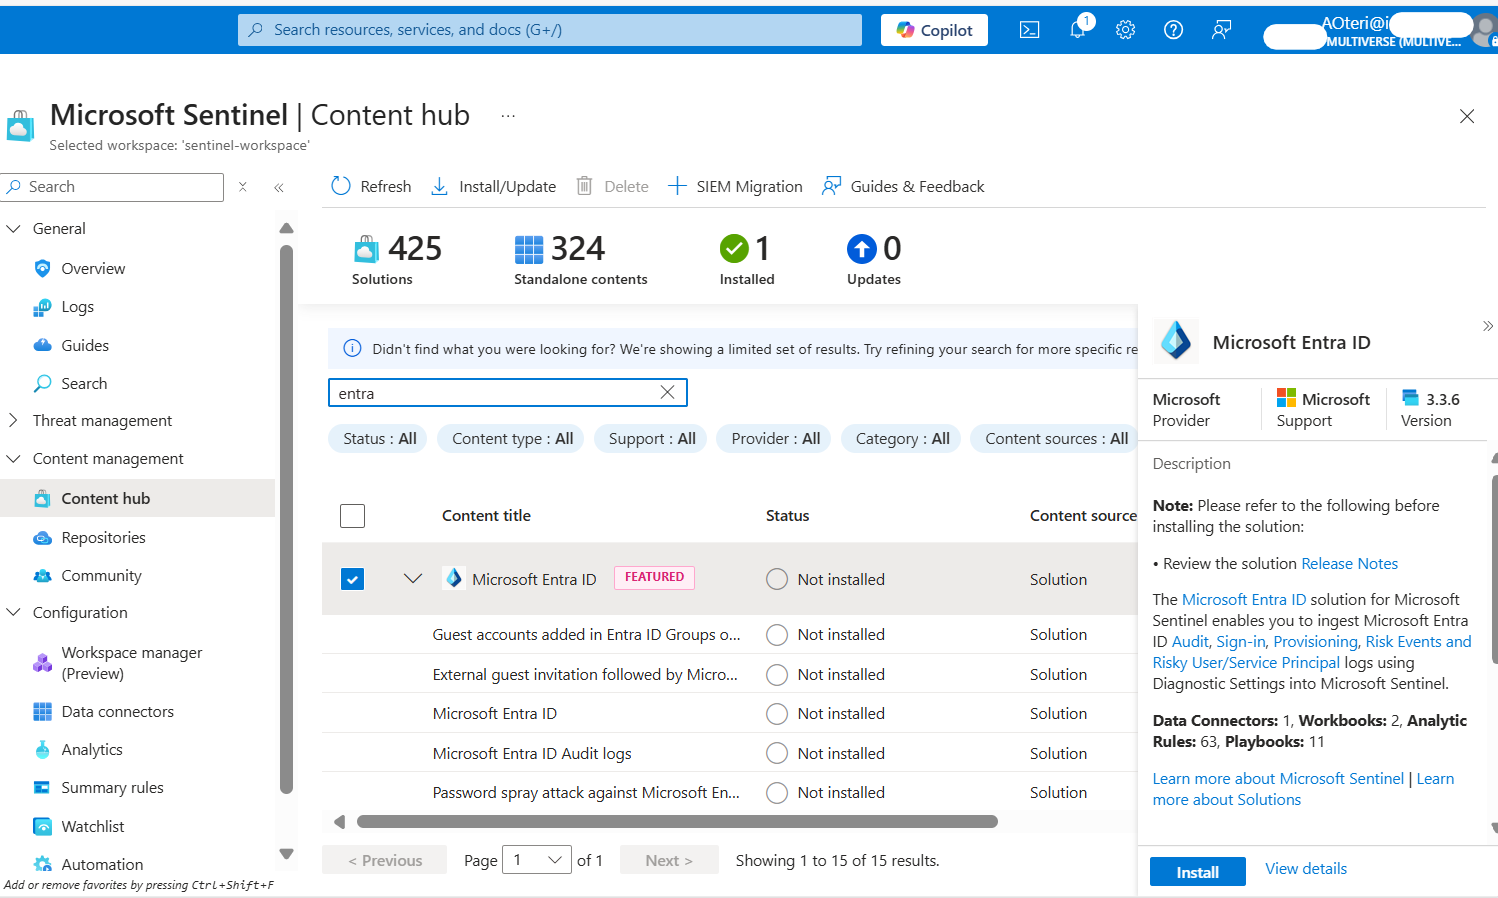 Search resources, services, and docs (G+/)
Copilot
1
AOteri@i
MULTIVERSE (MULTIVE...
Microsoft Sentinel | Content hub ...
Selected workspace: 'sentinel-workspace'
Search
Refresh
Install/Update
Delete
SIEM Migration
Guides & Feedback
General
Overview
Logs
Guides
Search
Threat management
Content management
Content hub
Repositories
Community
Configuration
Workspace manager
(Preview)
Data connectors
Analytics
Summary rules
Watchlist
Automation
Add or remove favorites by pressing Ctrl+Shift+F
425
Solutions
324
Standalone contents
1
Installed
0
Updates
Didn't find what you were looking for? We're showing a limited set of results. Try refining your search for more specific re
entra
Status : All
Content type : All
Support : All
Provider : All
Category : All
Content sources : All
Content title Status Content source
Microsoft Entra ID FEATURED Not installed Solution
Guest accounts added in Entra ID Groups o... Not installed Solution
External guest invitation followed by Micro... Not installed Solution
Microsoft Entra ID Not installed Solution
Microsoft Entra ID Audit logs Not installed Solution
Password spray attack against Microsoft En... Not installed Solution
< Previous Page 1 of 1 Next > Showing 1 to 15 of 15 results.
Microsoft Entra ID
Microsoft
Provider
Microsoft
Support
3.3.6
Version
Description
Note: Please refer to the following before
installing the solution:
• Review the solution Release Notes
The Microsoft Entra ID solution for Microsoft
Sentinel enables you to ingest Microsoft Entra
ID Audit, Sign-in, Provisioning, Risk Events and
Risky User/Service Principal logs using
Diagnostic Settings into Microsoft Sentinel.
Data Connectors: 1, Workbooks: 2, Analytic
Rules: 63, Playbooks: 11
Learn more about Microsoft Sentinel | Learn
more about Solutions
Install
View details